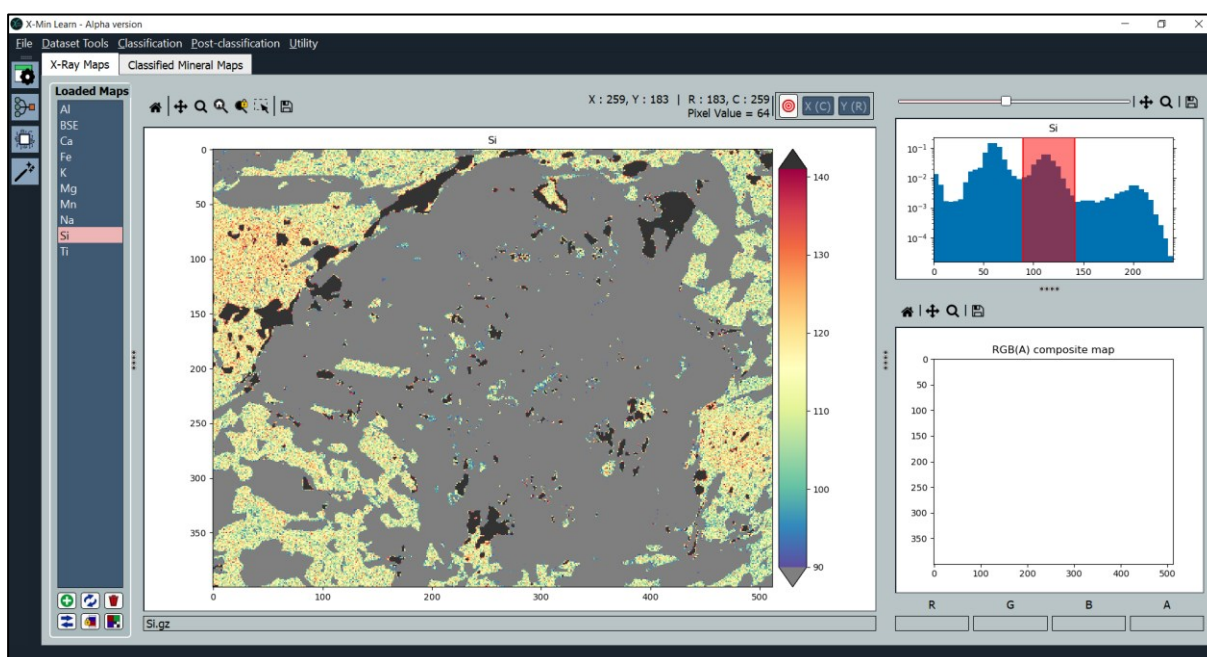 X-Min Learn - Alpha version
File Dataset Tools Classification Post-classification Utility
X-Ray Maps Classified Mineral Maps
Loaded Maps
Al
BSE
Ca
Fe
K
Mg
Mn
Na
Si
Ti
X : 259, Y : 183 | R : 183, C : 259
Pixel Value = 64
X (C) Y (R)
Si
0
50
100
150
200
250
300
350
0 100 200 300 400 500
140
130
120
110
100
90
Si.gz
Si
10⁻¹
10⁻²
10⁻³
10⁻⁴
0 50 100 150 200
RGB(A) composite map
0
50
100
150
200
250
300
350
0 100 200 300 400 500
R G B A